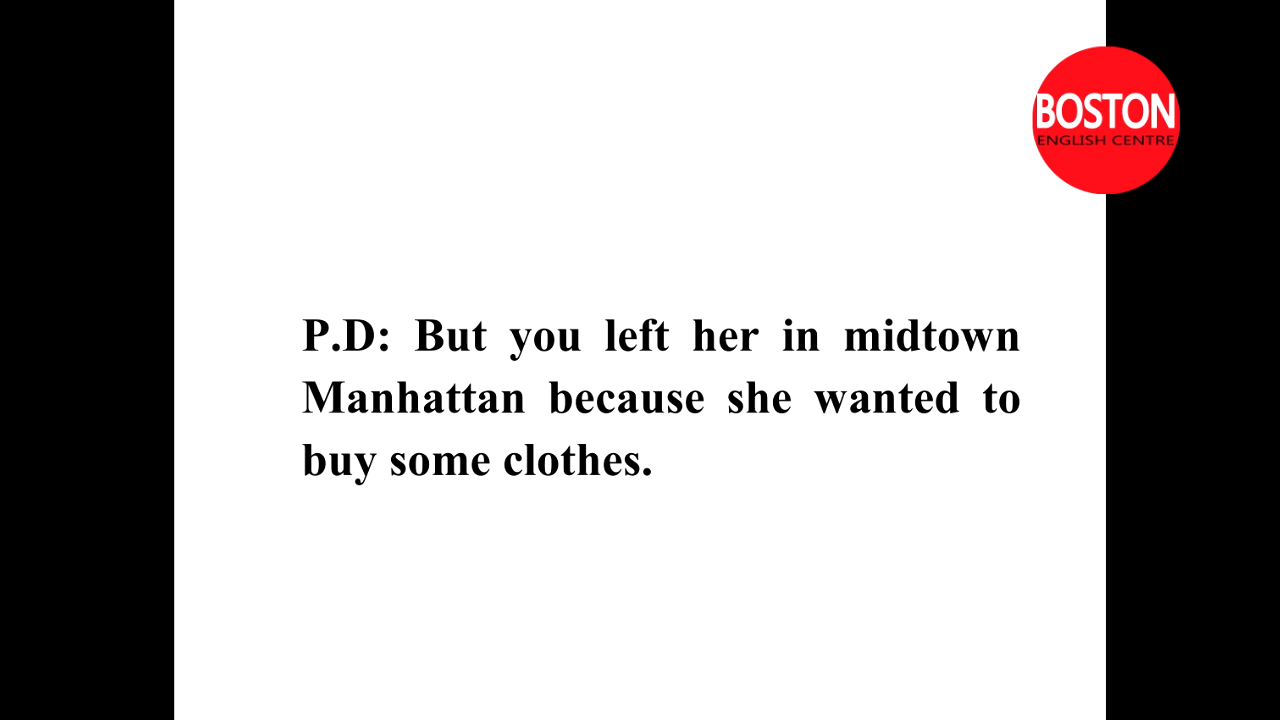 BOSTON
ENGLISH CENTRE
P.D: But you left her in midtown
Manhattan because she wanted to
buy some clothes.